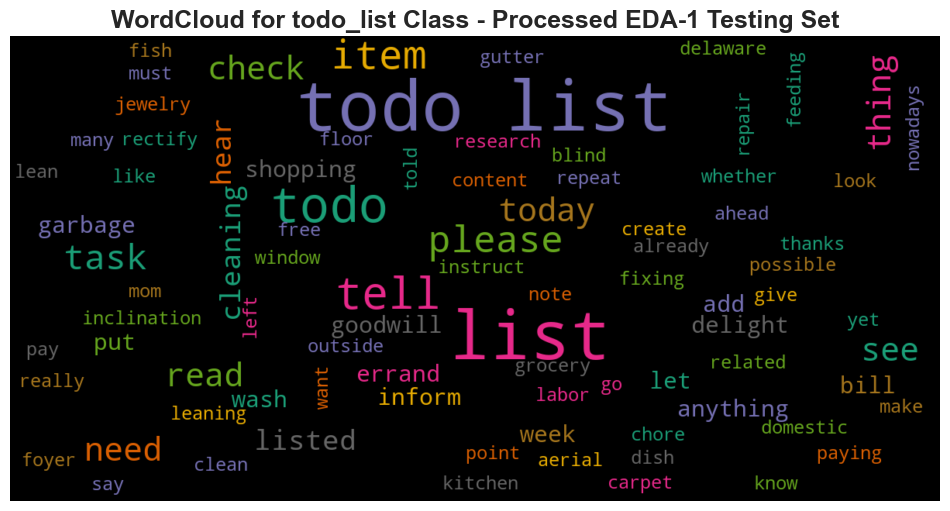 WordCloud for todo_list Class - Processed EDA-1 Testing Set
fish
must
check
item
gutter
delaware
feeding
thing
nowadays
jewelry
todo list
repair
many
rectify
hear
floor
told
research
blind
lean
like
shopping
content
repeat
whether
look
garbage
cleaning
todo
free
today
ahead
please
create
already
thanks
task
window
instruct
fixing
possible
mom
left
tell
note
add
give
inclination
goodwill
list
delight
yet
put
outside
see
pay
grocery
related
really
read
errand
want
labor
go
let
bill
leaning
wash
inform
anything
make
need
listed
week
chore
domestic
foyer
clean
point
aerial
dish
paying
say
kitchen
carpet
know